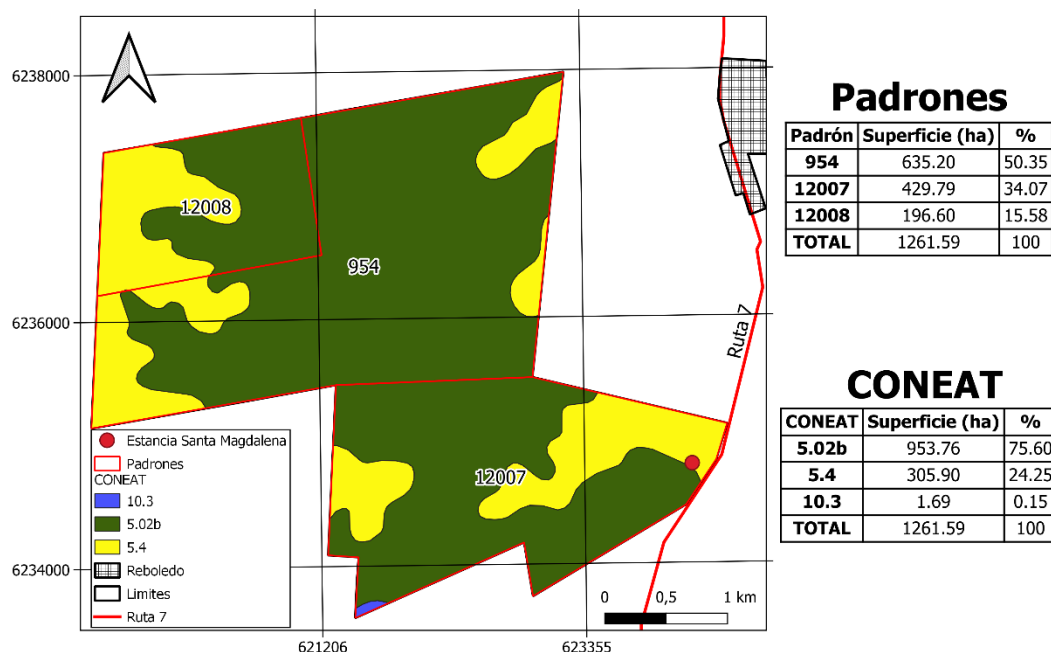 6238000
6236000
6234000
621206
623355
12008
954
12007
Ruta 7
Estancia Santa Magdalena
Padrones
CONEAT
10.3
5.02b
5.4
Reboledo
Limites
Ruta 7
0 0,5 1 km
Padrones
Padrón Superficie (ha) %
954 635.20 50.35
12007 429.79 34.07
12008 196.60 15.58
TOTAL 1261.59 100
CONEAT
CONEAT Superficie (ha) %
5.02b 953.76 75.60
5.4 305.90 24.25
10.3 1.69 0.15
TOTAL 1261.59 100